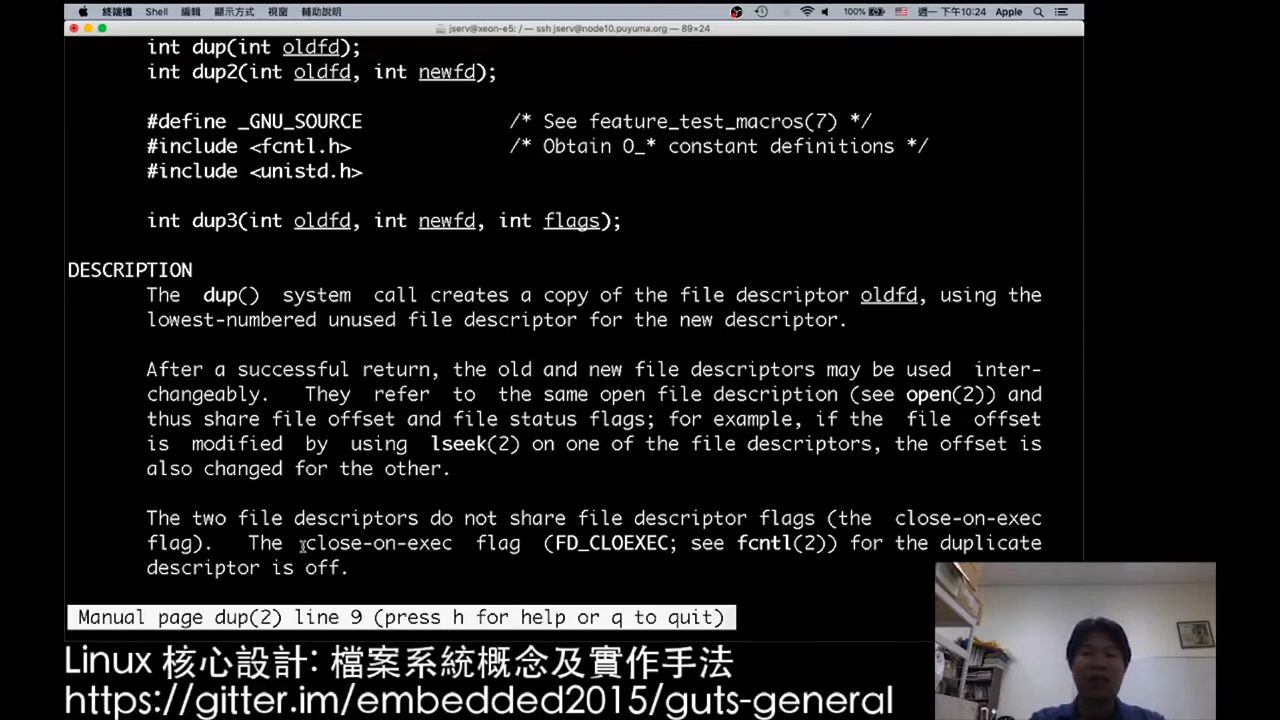 終端機 Shell 編輯 顯示方式 視窗 輔助說明 100% 週一 下午10:24 Apple
jserv@xeon-e5: / — ssh jserv@node10.puyuma.org — 89×24
int dup(int oldfd);
int dup2(int oldfd, int newfd);
#define _GNU_SOURCE /* See feature_test_macros(7) */
#include <fcntl.h> /* Obtain O_* constant definitions */
#include <unistd.h>
int dup3(int oldfd, int newfd, int flags);
DESCRIPTION
The dup() system call creates a copy of the file descriptor oldfd, using the
lowest-numbered unused file descriptor for the new descriptor.
After a successful return, the old and new file descriptors may be used inter-
changeably. They refer to the same open file description (see open(2)) and
thus share file offset and file status flags; for example, if the file offset
is modified by using lseek(2) on one of the file descriptors, the offset is
also changed for the other.
The two file descriptors do not share file descriptor flags (the close-on-exec
flag). The close-on-exec flag (FD_CLOEXEC; see fcntl(2)) for the duplicate
descriptor is off.
Manual page dup(2) line 9 (press h for help or q to quit)
Linux 核心設計: 檔案系統概念及實作手法
https://gitter.im/embedded2015/guts-general